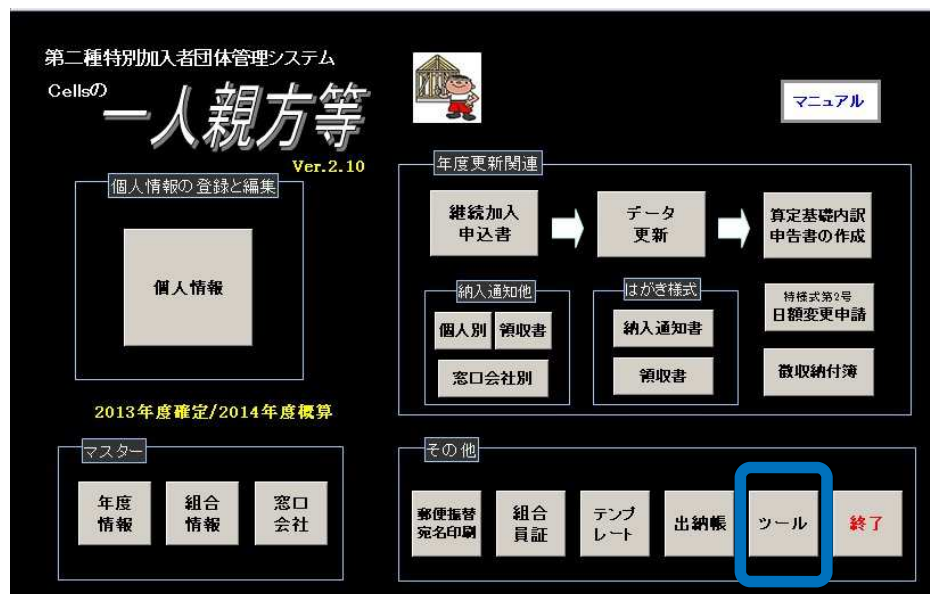 第二種特別加入者団体管理システム
Cellsの
一人親方等
Ver.2.10
マニュアル
個人情報の登録と編集
個人情報
2013年度確定/2014年度概算
年度更新関連
継続加入
申込書
データ
更新
算定基礎内訳
申告書の作成
納入通知他
個人別
領収書
窓口会社別
はがき様式
納入通知書
領収書
特様式第2号
日額変更申請
徴収納付簿
マスター
年度
情報
組合
情報
窓口
会社
その他
郵便振替
宛名印刷
組合
員証
テンプ
レート
出納帳
ツール
終了